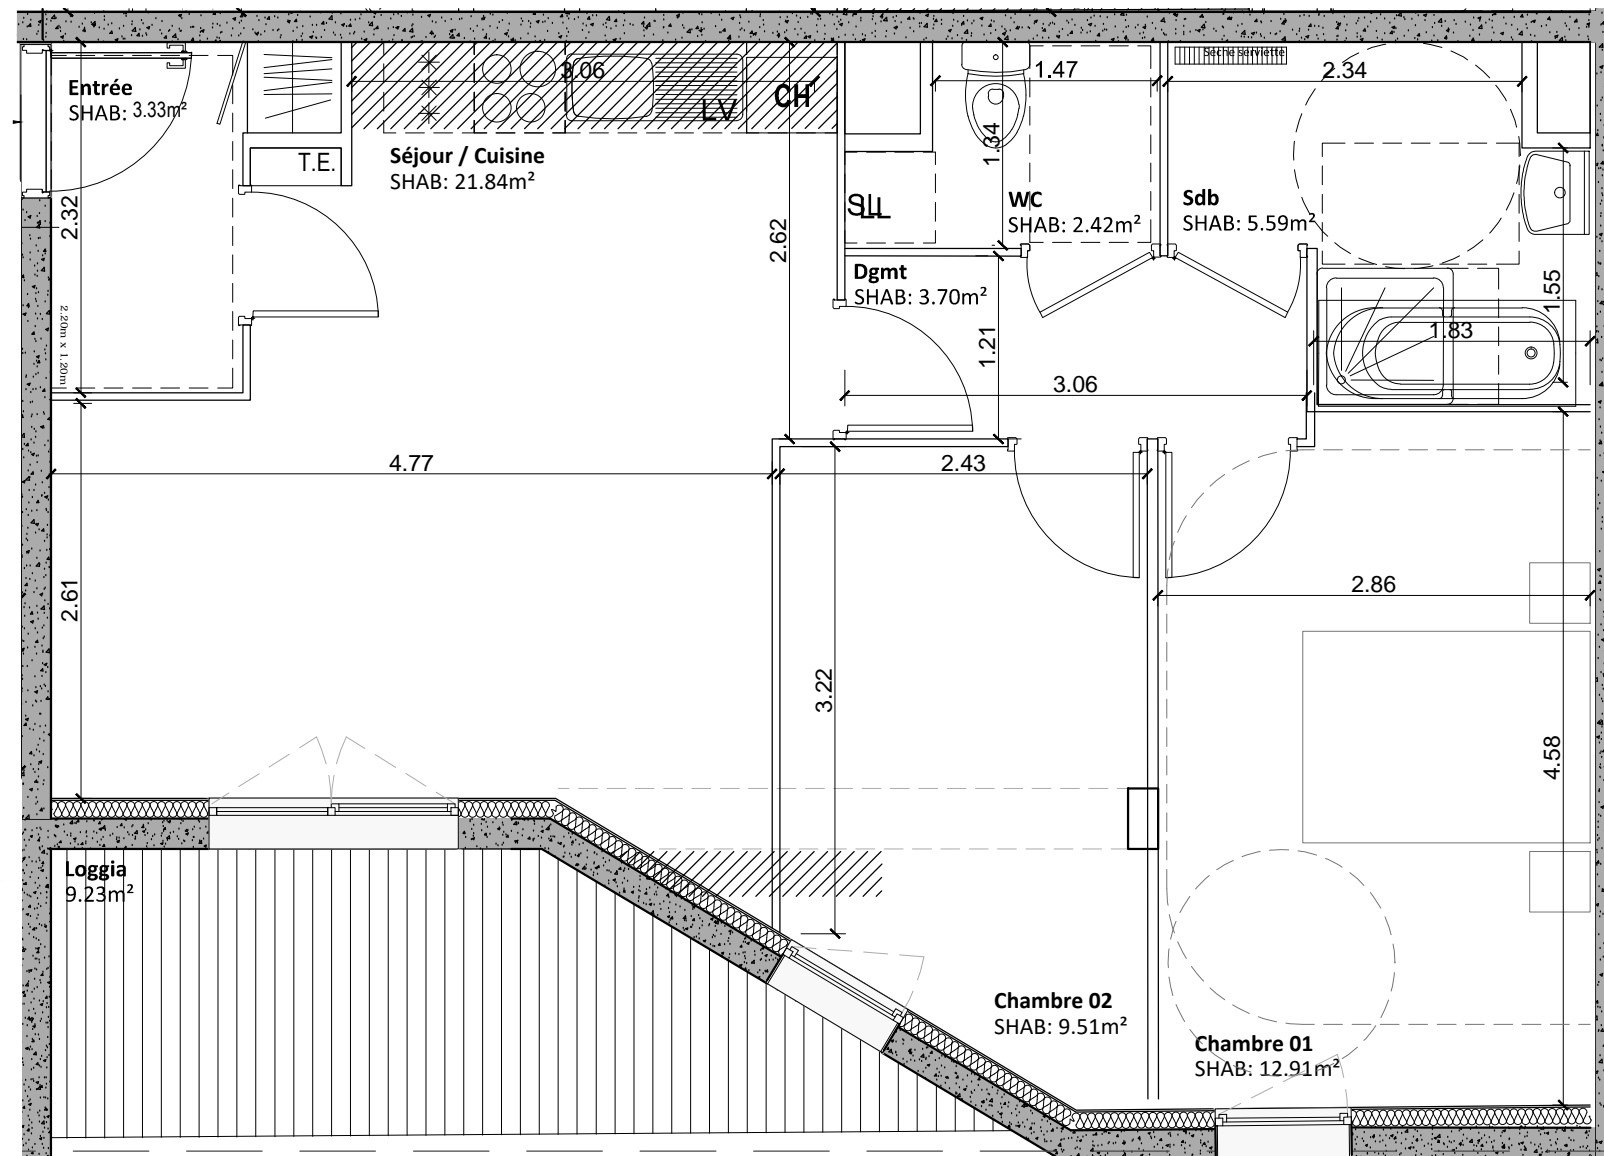 Sèche serviette
Entrée
SHAB: 3.33m²
3.06
LV
CH
1.47
2.34
T.E.
Séjour / Cuisine
SHAB: 21.84m²
1.34
2.32
2.62
SL
LL
WC
SHAB: 2.42m²
Sdb
SHAB: 5.59m²
Dgmt
SHAB: 3.70m²
1.55
2.20m x 1.20m
1.21
1.83
3.06
4.77
2.43
2.61
2.86
3.22
4.58
Loggia
9.23m²
Chambre 02
SHAB: 9.51m²
Chambre 01
SHAB: 12.91m²